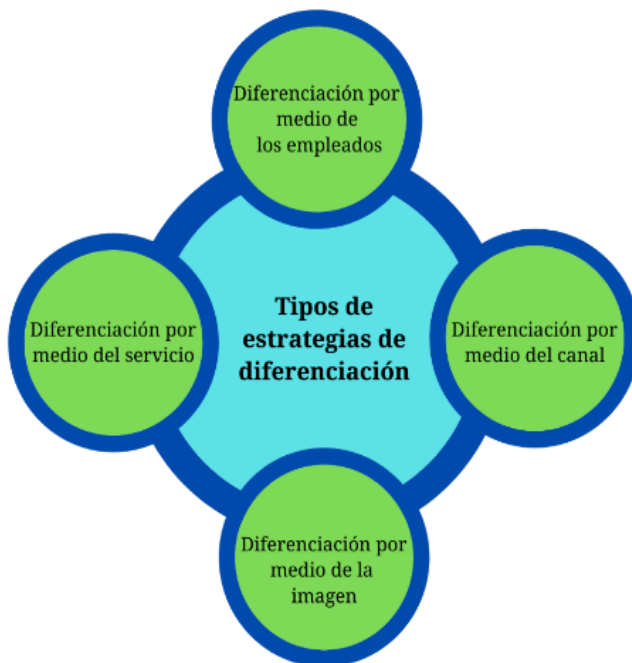 Diferenciación por
medio de
los empleados
Tipos de
estrategias de
diferenciación
Diferenciación por
medio del servicio
Diferenciación por
medio del canal
Diferenciación por
medio de la
imagen